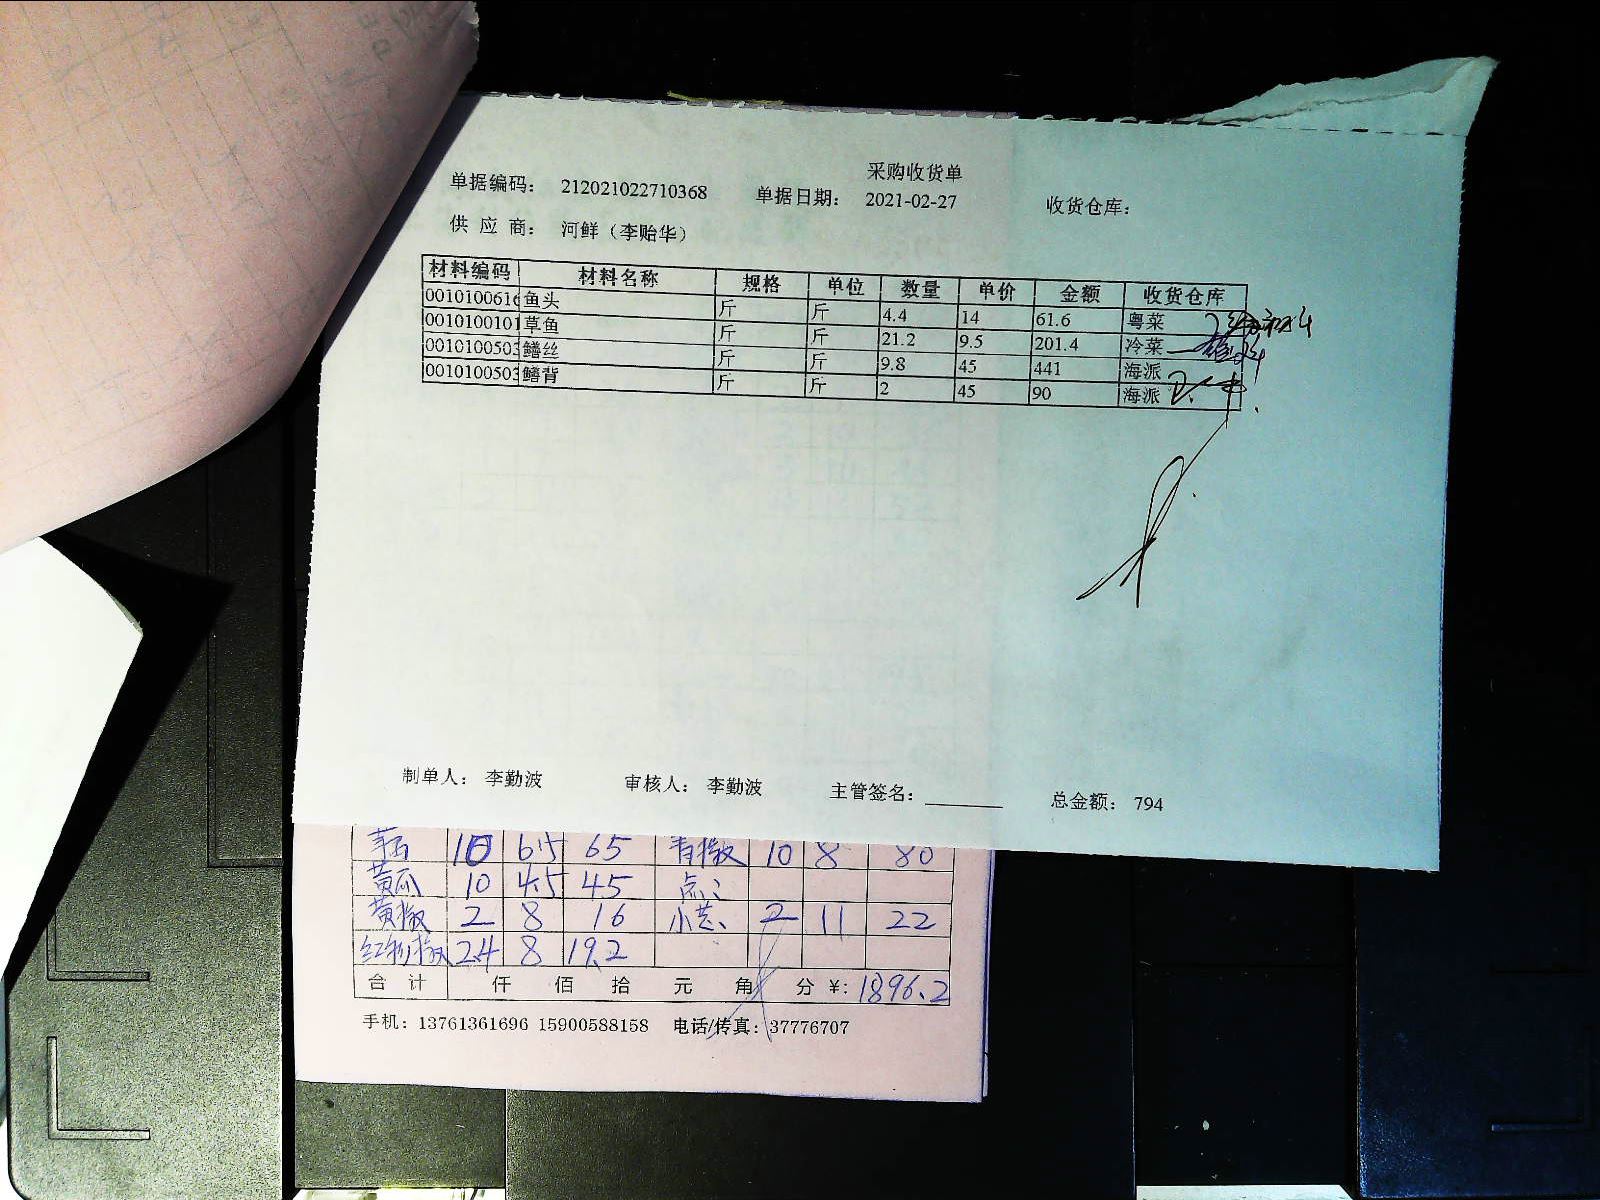 采购收货单
单据编码： 212021022710368 单据日期： 2021-02-27 收货仓库：
供 应 商： 河鲜（李贻华）
材料编码 材料名称 规格 单位 数量 单价 金额 收货仓库
001010061 鱼头 斤 斤 4.4 14 61.6 粤菜
0010100101 草鱼 斤 斤 21.2 9.5 201.4 冷菜
0010100503 鳝丝 斤 斤 9.8 45 441 海派
0010100503 鳝背 斤 斤 2 45 90 海派
制单人： 李勤波 审核人： 李勤波 主管签名： 总金额： 794
10 6.5 65 青椒 10 8 80
黄瓜 10 4.5 45
黄椒 2 8 16 小芒 2 11 22
2.4 8 19.2
合 计 仟 佰 拾 元 角 分 ¥: 1896.2
手机：13761361696 15900588158 电话/传真：37776707